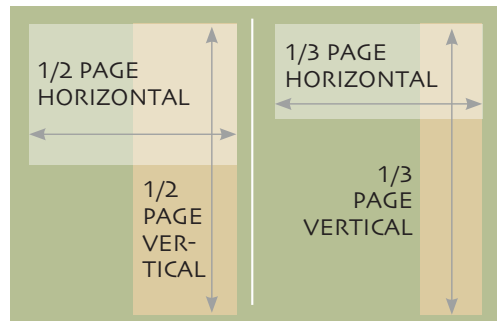 1/2 PAGE
HORIZONTAL
1/2
PAGE
VER-
TICAL
1/3 PAGE
HORIZONTAL
1/3
PAGE
VERTICAL